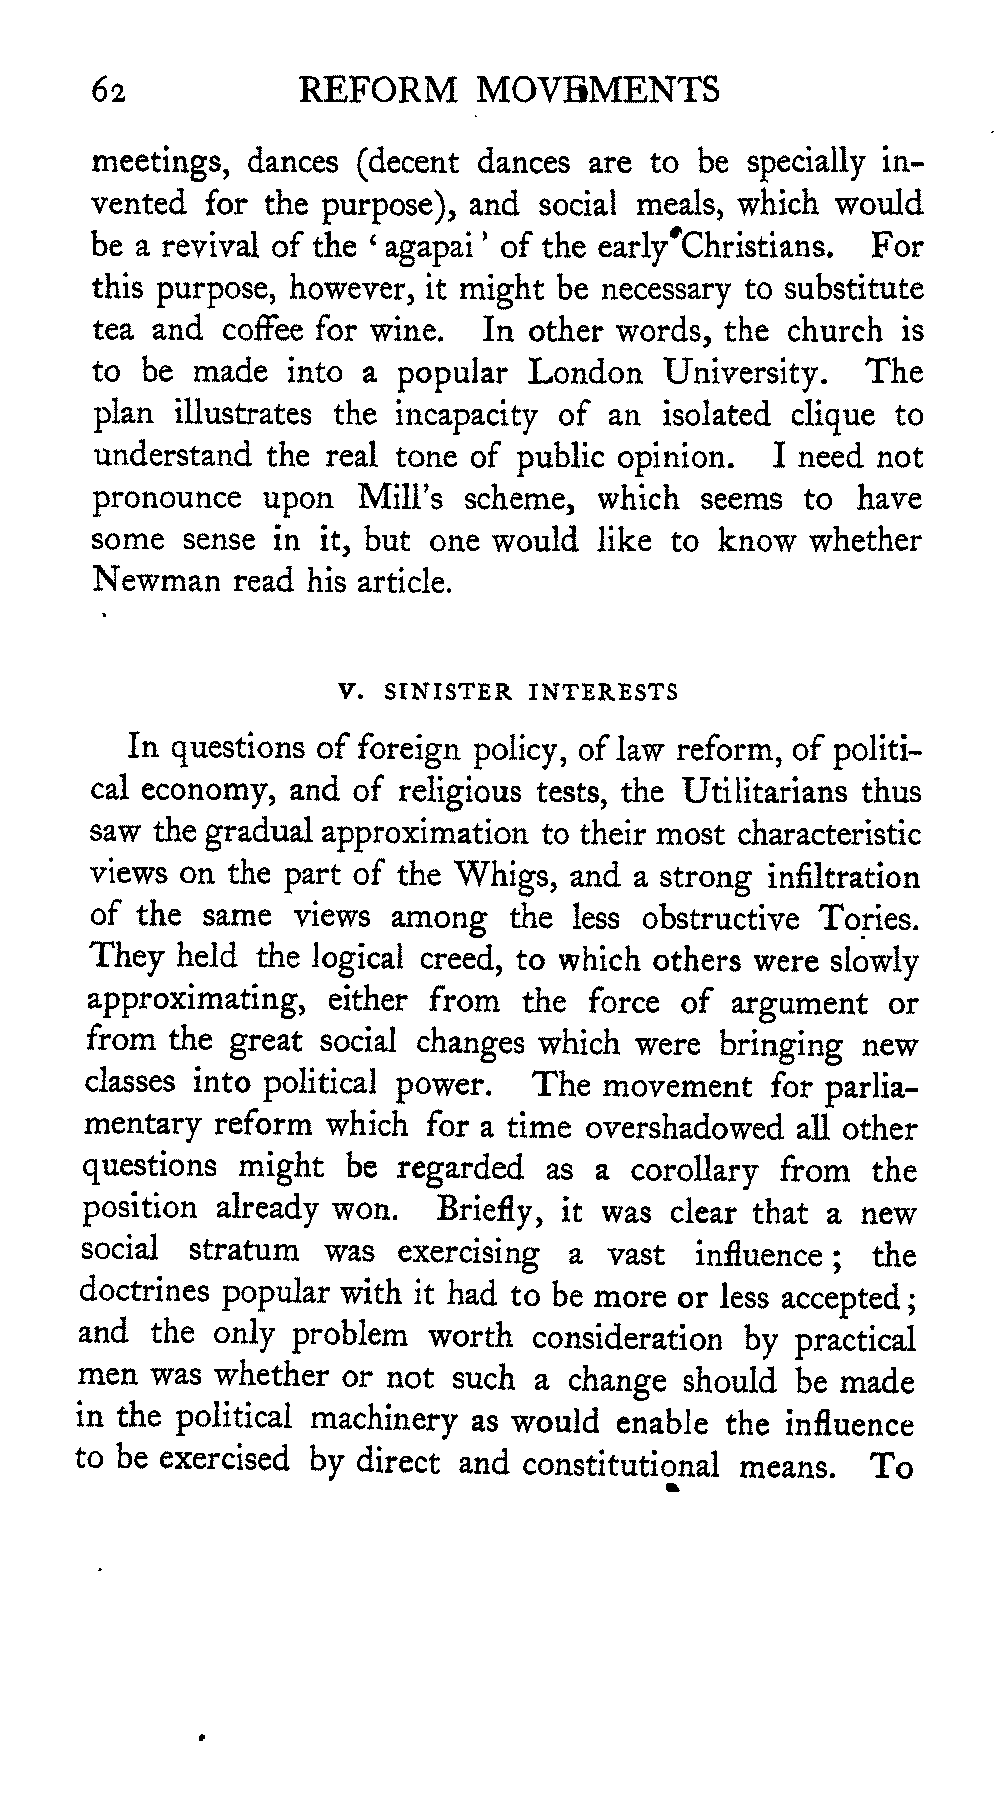 62 REFORM MOVEMENTS
meetings, dances (decent dances are to be specially in-
vented for the purpose), and social meals, which would
be a revival of the ‘ agapai ’ of the early Christians. For
this purpose, however, it might be necessary to substitute
tea and coffee for wine. In other words, the church is
to be made into a popular London University. The
plan illustrates the incapacity of an isolated clique to
understand the real tone of public opinion. I need not
pronounce upon Mill’s scheme, which seems to have
some sense in it, but one would like to know whether
Newman read his article.
V. SINISTER INTERESTS
In questions of foreign policy, of law reform, of politi-
cal economy, and of religious tests, the Utilitarians thus
saw the gradual approximation to their most characteristic
views on the part of the Whigs, and a strong infiltration
of the same views among the less obstructive Tories.
They held the logical creed, to which others were slowly
approximating, either from the force of argument or
from the great social changes which were bringing new
classes into political power. The movement for parlia-
mentary reform which for a time overshadowed all other
questions might be regarded as a corollary from the
position already won. Briefly, it was clear that a new
social stratum was exercising a vast influence ; the
doctrines popular with it had to be more or less accepted ;
and the only problem worth consideration by practical
men was whether or not such a change should be made
in the political machinery as would enable the influence
to be exercised by direct and constitutional means. To